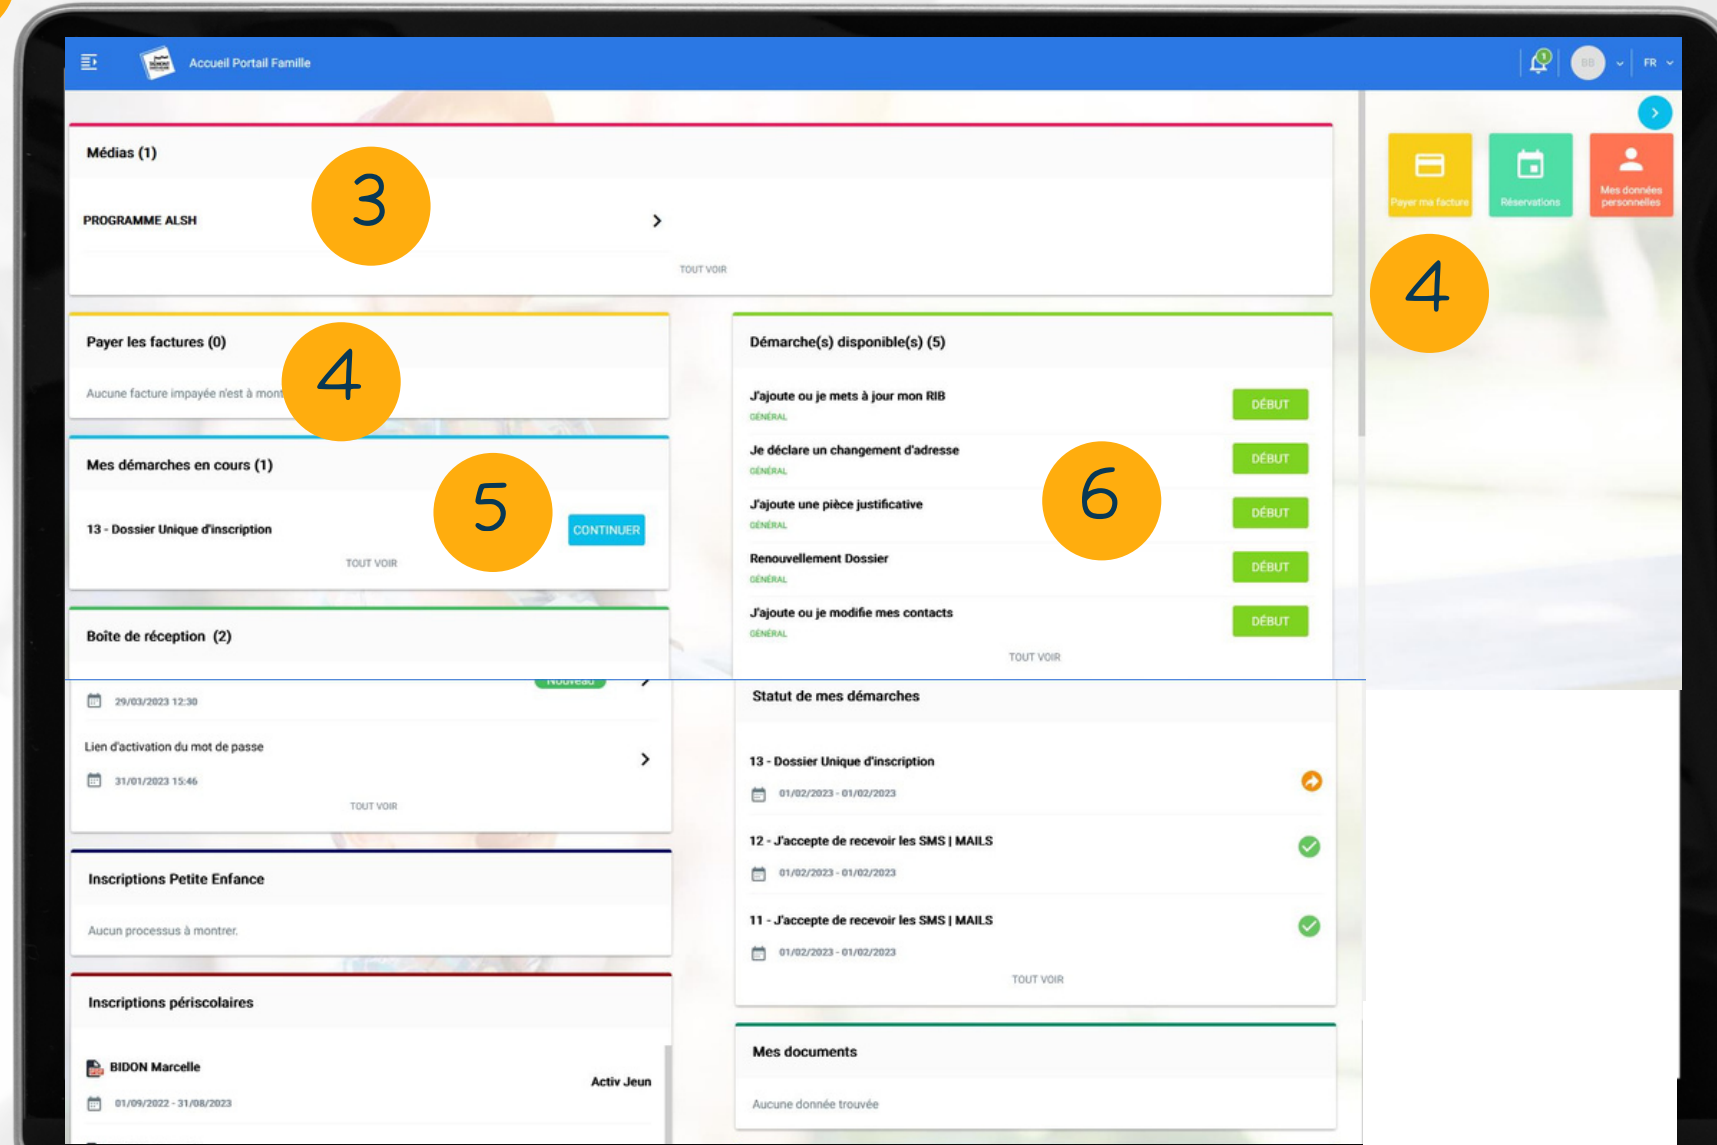 Accueil Portail Famille
1
BB
FR
Médias (1)
3
PROGRAMME ALSH
TOUT VOIR
Payer ma facture
Réservations
Mes données
personnelles
4
Payer les factures (0)
4
Aucune facture impayée n'est à
Mes démarches en cours (1)
5
13 - Dossier Unique d'inscription
CONTINUER
TOUT VOIR
Boîte de réception (2)
Nouveau
29/03/2023 12:30
Lien d'activation du mot de passe
31/01/2023 15:46
TOUT VOIR
Inscriptions Petite Enfance
Aucun processus à montrer.
Inscriptions périscolaires
BIDON Marcelle
Activ Jeun
01/09/2022 - 31/08/2023
Démarche(s) disponible(s) (5)
J'ajoute ou je mets à jour mon RIB
GÉNÉRAL
DÉBUT
Je déclare un changement d'adresse
GÉNÉRAL
DÉBUT
6
J'ajoute une pièce justificative
GÉNÉRAL
DÉBUT
Renouvellement Dossier
GÉNÉRAL
DÉBUT
J'ajoute ou je modifie mes contacts
GÉNÉRAL
DÉBUT
TOUT VOIR
Statut de mes démarches
13 - Dossier Unique d'inscription
01/02/2023 - 01/02/2023
12 - J'accepte de recevoir les SMS | MAILS
01/02/2023 - 01/02/2023
11 - J'accepte de recevoir les SMS | MAILS
01/02/2023 - 01/02/2023
TOUT VOIR
Mes documents
Aucune donnée trouvée